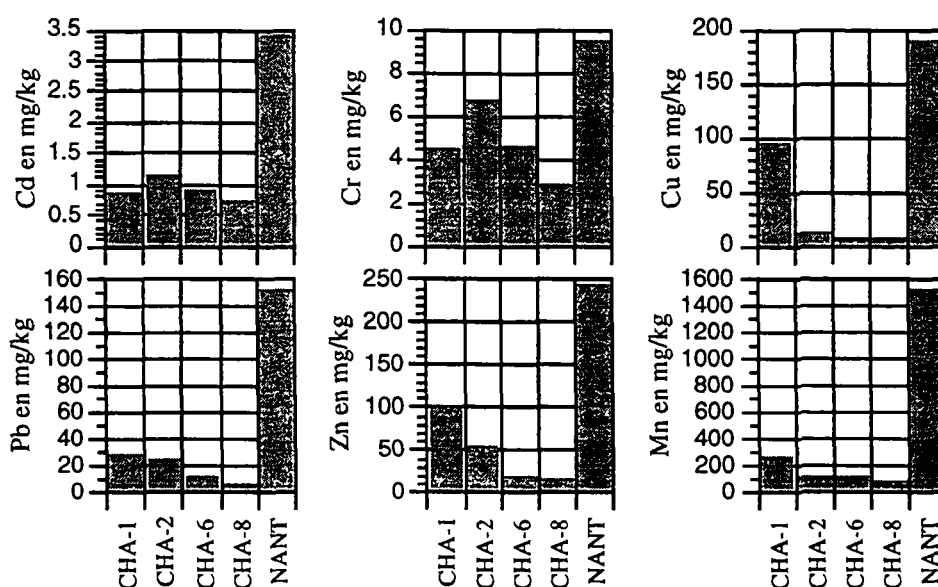 Cd en mg/kg
3.5
3
2.5
2
1.5
1
0.5
0
Cr en mg/kg
10
8
6
4
2
0
Cu en mg/kg
200
150
100
50
0
Pb en mg/kg
160
140
120
100
80
60
40
20
0
Zn en mg/kg
250
200
150
100
50
0
Mn en mg/kg
1600
1400
1200
1000
800
600
400
200
0
CHA-1
CHA-2
CHA-6
CHA-8
NANT
CHA-1
CHA-2
CHA-6
CHA-8
NANT
CHA-1
CHA-2
CHA-6
CHA-8
NANT